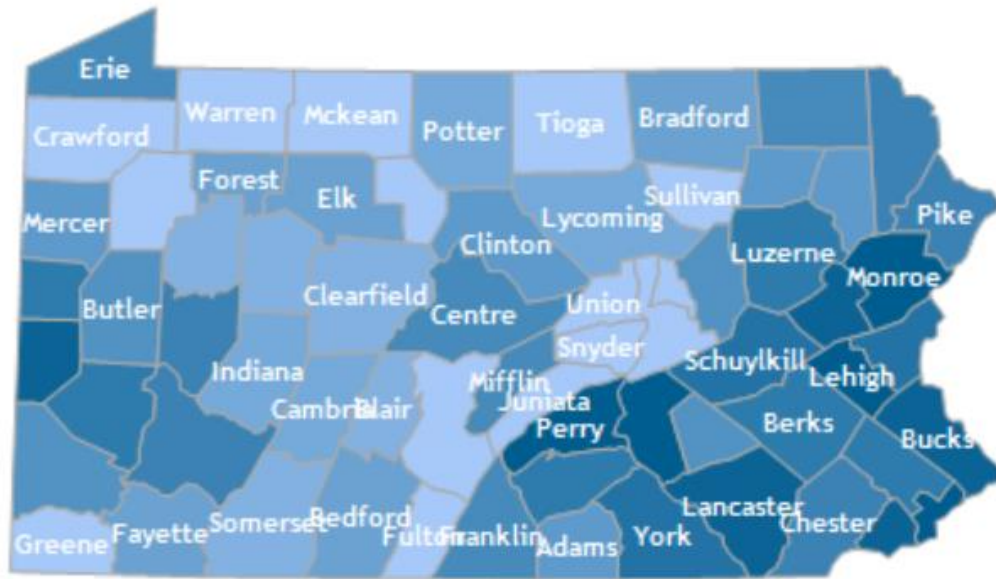 Erie
Warren
Mckean
Potter
Tioga
Bradford
Crawford
Forest
Elk
Sullivan
Mercer
Lycoming
Pike
Clinton
Luzerne
Monroe
Butler
Clearfield
Centre
Union
Snyder
Schuylkill
Lehigh
Indiana
Mifflin
Cambria
Blair
Juniata
Perry
Berks
Bucks
Lancaster
Greene
Fayette
Somerset
Bedford
Fulton
Franklin
Adams
York
Chester